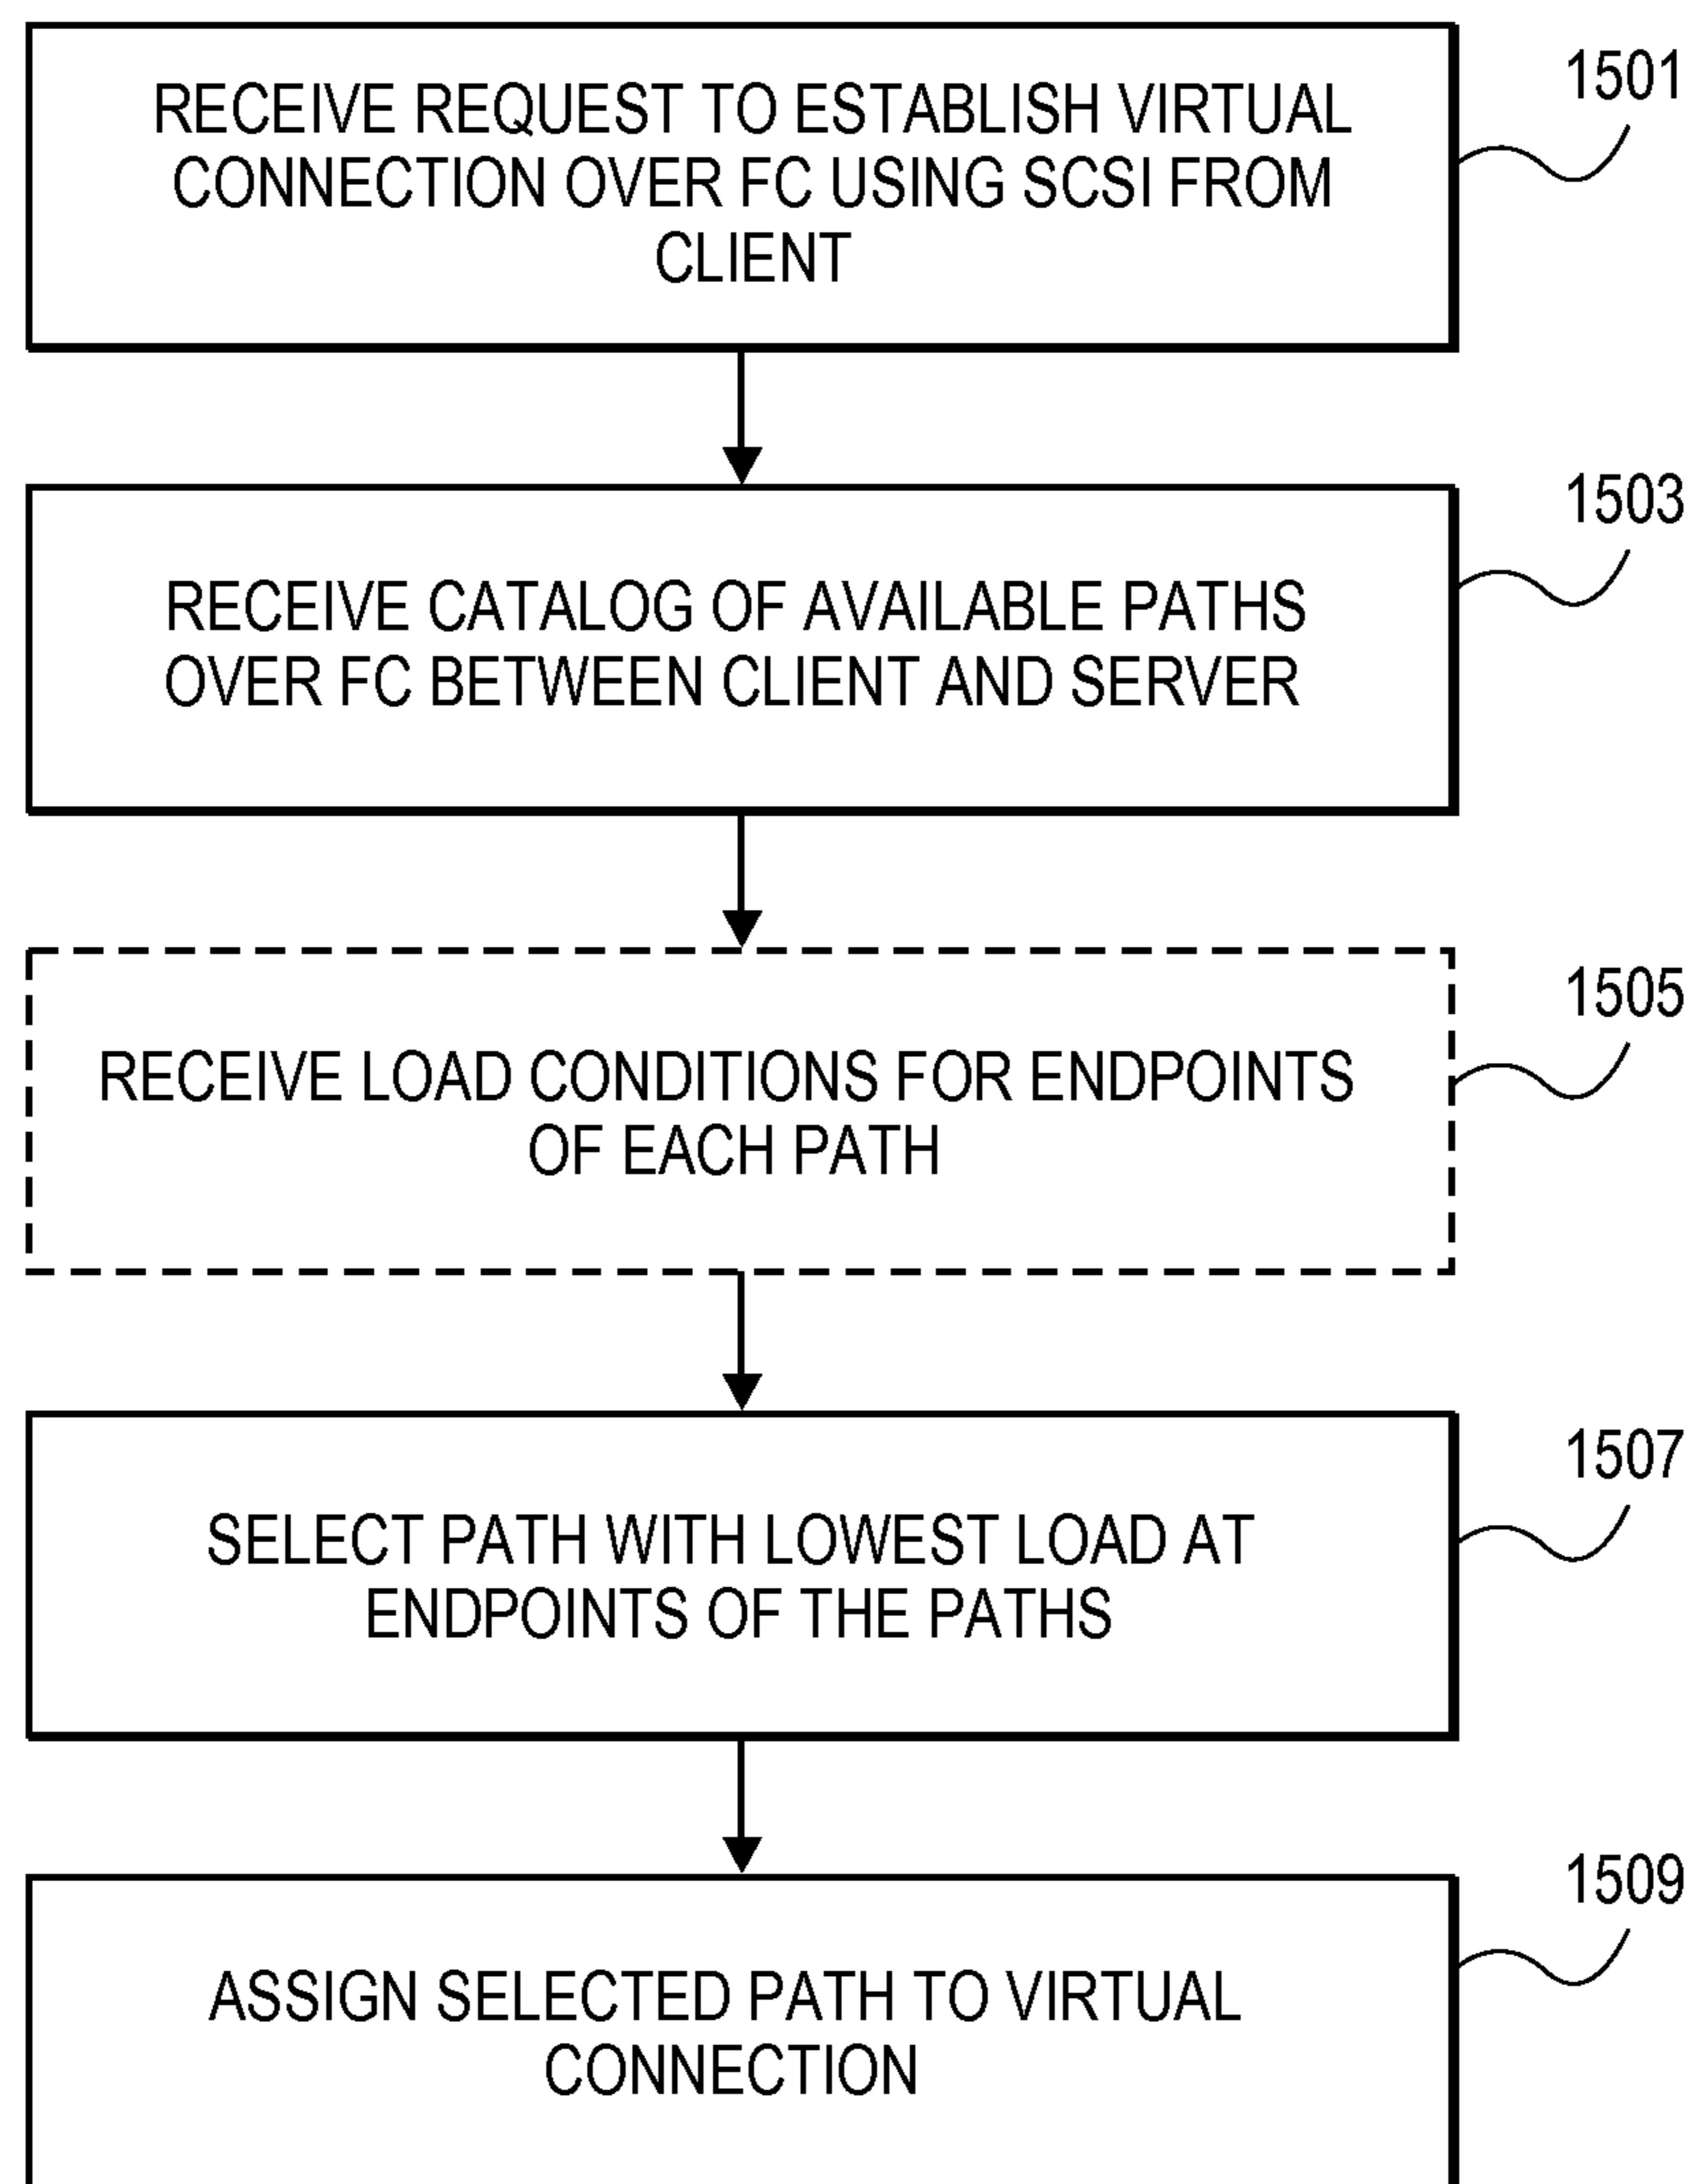 RECEIVE REQUEST TO ESTABLISH VIRTUAL
CONNECTION OVER FC USING SCSI FROM
CLIENT
1501
RECEIVE CATALOG OF AVAILABLE PATHS
OVER FC BETWEEN CLIENT AND SERVER
1503
RECEIVE LOAD CONDITIONS FOR ENDPOINTS
OF EACH PATH
1505
SELECT PATH WITH LOWEST LOAD AT
ENDPOINTS OF THE PATHS
1507
ASSIGN SELECTED PATH TO VIRTUAL
CONNECTION
1509